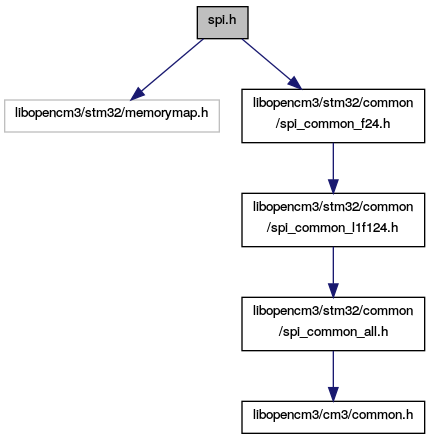 spi.h
libopencm3/stm32/memorymap.h
libopencm3/stm32/common
/spi_common_f24.h
libopencm3/stm32/common
/spi_common_l1f124.h
libopencm3/stm32/common
/spi_common_all.h
libopencm3/cm3/common.h